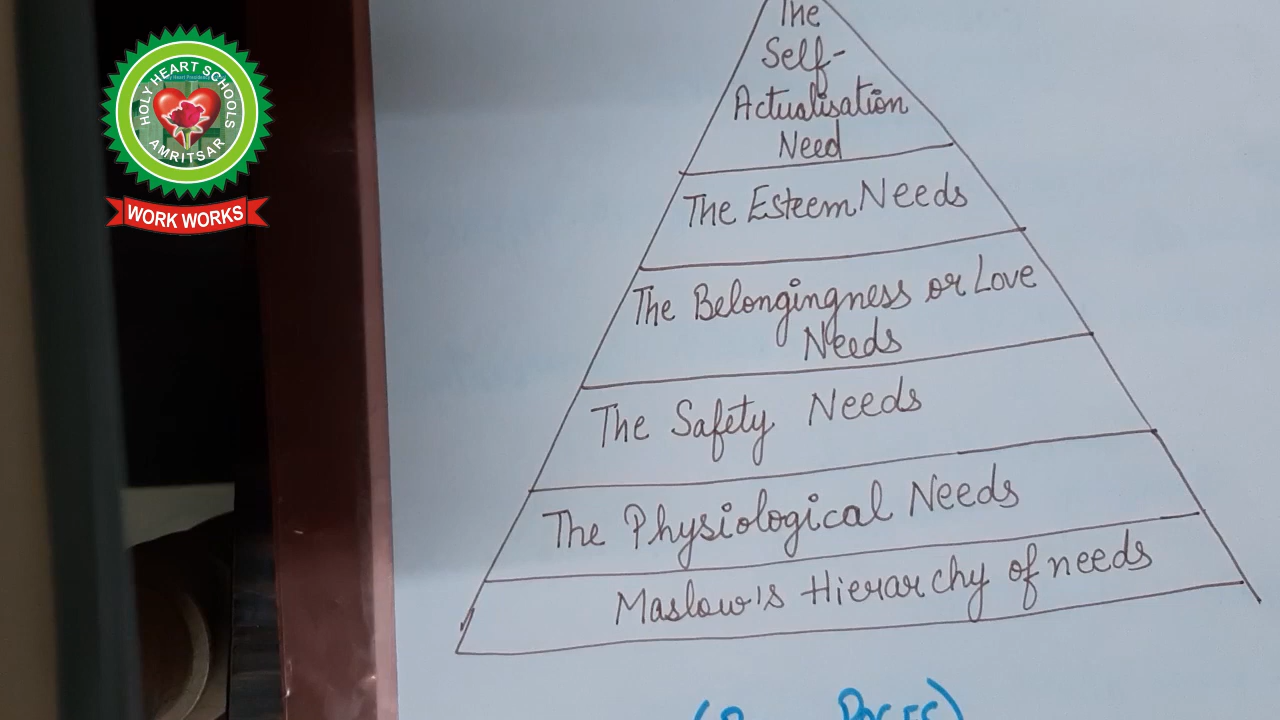 HOLY HEART SCHOOLS
AMRITSAR
WORK WORKS
The
Self-
Actualisation
Need
The Esteem Needs
The Belongingness or Love
Needs
The Safety Needs
The Physiological Needs
Maslow's Hierarchy of needs